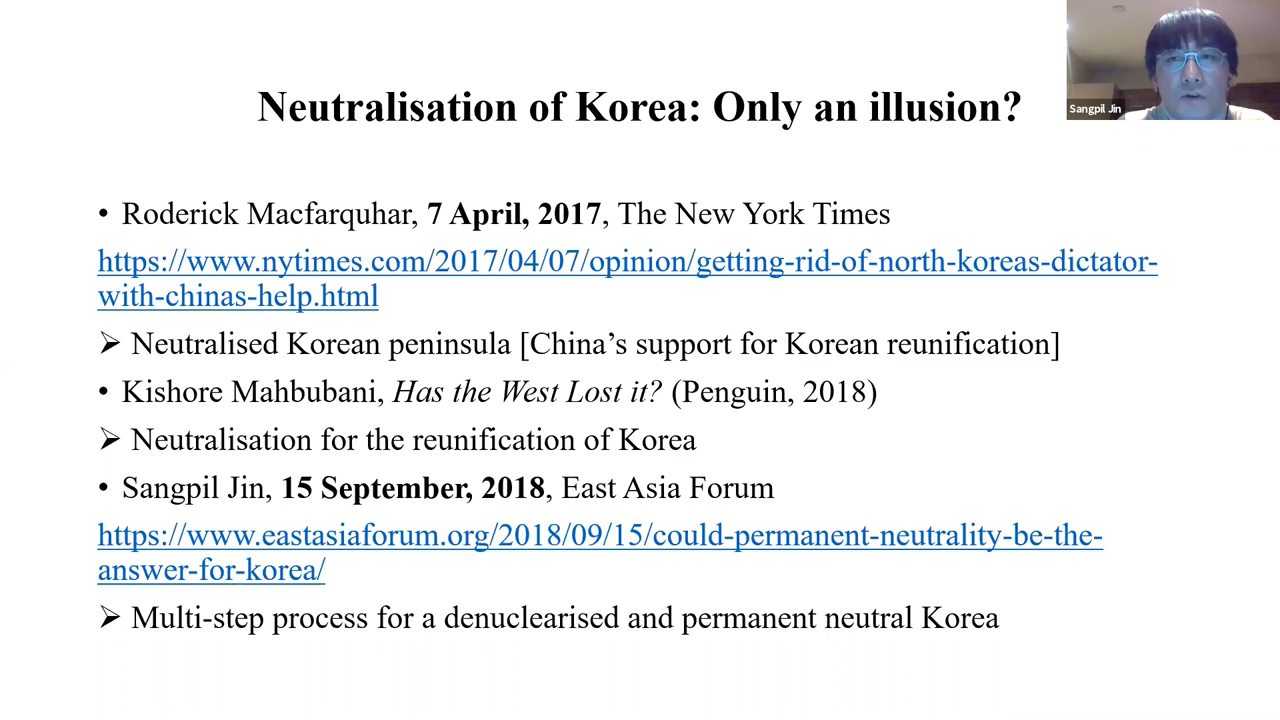 Sangpil Jin
Neutralisation of Korea: Only an illusion?
• Roderick Macfarquhar, 7 April, 2017, The New York Times
https://www.nytimes.com/2017/04/07/opinion/getting-rid-of-north-koreas-dictator-
with-chinas-help.html
➢ Neutralised Korean peninsula [China’s support for Korean reunification]
• Kishore Mahbubani, Has the West Lost it? (Penguin, 2018)
➢ Neutralisation for the reunification of Korea
• Sangpil Jin, 15 September, 2018, East Asia Forum
https://www.eastasiaforum.org/2018/09/15/could-permanent-neutrality-be-the-
answer-for-korea/
➢ Multi-step process for a denuclearised and permanent neutral Korea